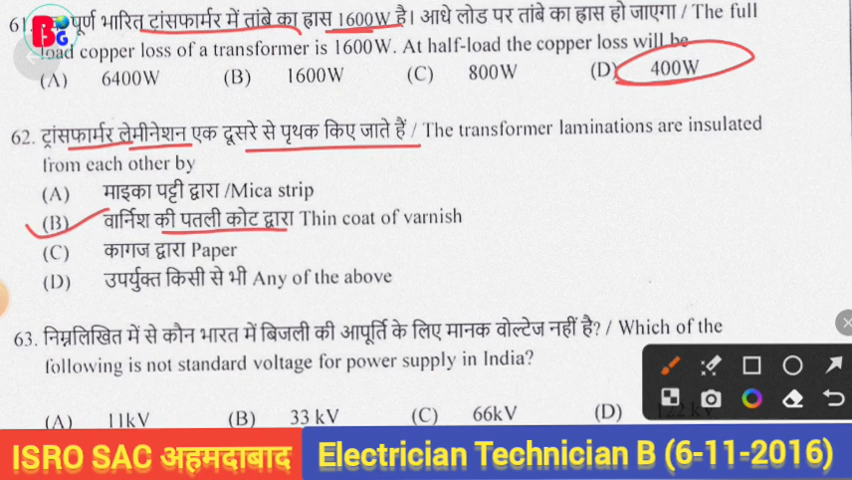 61. पूर्ण भारित ट्रांसफार्मर में तांबे का ह्रास 1600W है। आधे लोड पर तांबे का ह्रास हो जाएगा / The full
load copper loss of a transformer is 1600W. At half-load the copper loss will be
(A) 6400W (B) 1600W (C) 800W (D) 400W
62. ट्रांसफार्मर लेमीनेशन एक दूसरे से पृथक किए जाते हैं / The transformer laminations are insulated
from each other by
(A) माइका पट्टी द्वारा /Mica strip
(B) वार्निश की पतली कोट द्वारा Thin coat of varnish
(C) कागज द्वारा Paper
(D) उपर्युक्त किसी से भी Any of the above
63. निम्नलिखित में से कौन भारत में बिजली की आपूर्ति के लिए मानक वोल्टेज नहीं है? / Which of the
following is not standard voltage for power supply in India?
(A) 11kV (B) 33 kV (C) 66kV (D)
BG
ISRO SAC अहमदाबाद Electrician Technician B (6-11-2016)